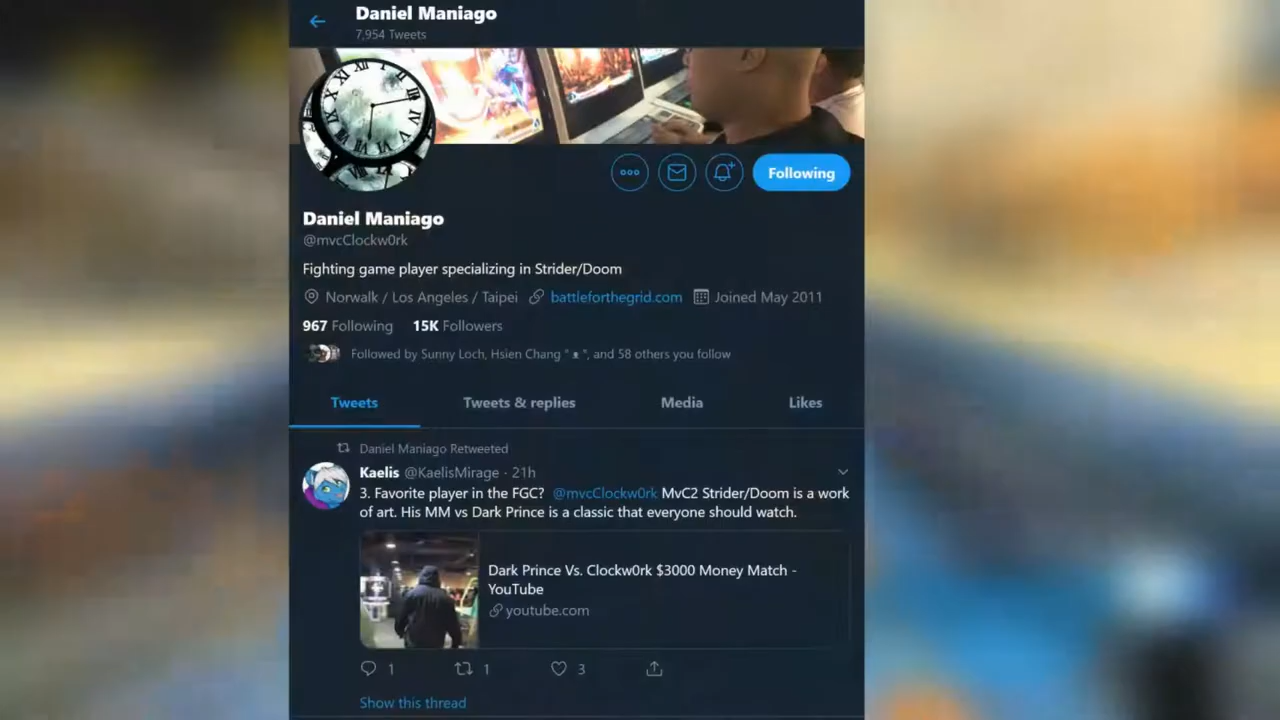 Daniel Maniago
7,954 Tweets
Following
Daniel Maniago
@mvcClockw0rk
Fighting game player specializing in Strider/Doom
Norwalk / Los Angeles / Taipei battleforthegrid.com Joined May 2011
967 Following 15K Followers
Followed by Sunny Loch, Hsien Chang " ᴥ ", and 58 others you follow
Tweets Tweets & replies Media Likes
Daniel Maniago Retweeted
Kaelis @KaelisMirage · 21h
3. Favorite player in the FGC? @mvcClockw0rk MvC2 Strider/Doom is a work
of art. His MM vs Dark Prince is a classic that everyone should watch.
Dark Prince Vs. Clockw0rk $3000 Money Match -
YouTube
youtube.com
1 1 3
Show this thread